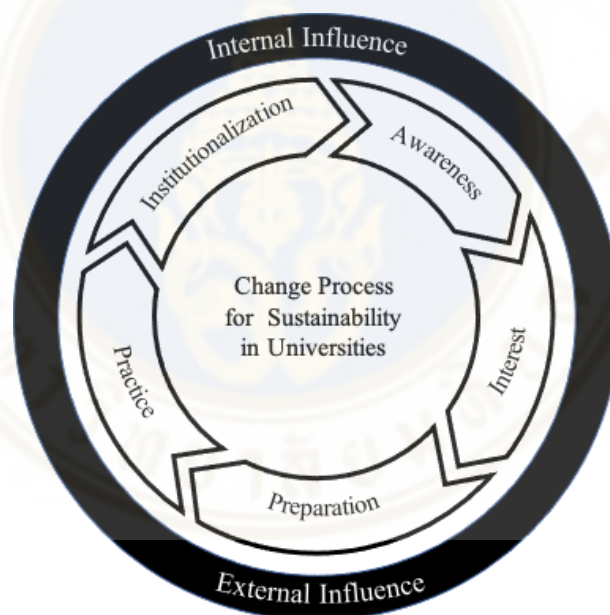 Internal Influence
Institutionalization
Awareness
Change Process
for Sustainability
in Universities
Interest
Practice
Preparation
External Influence